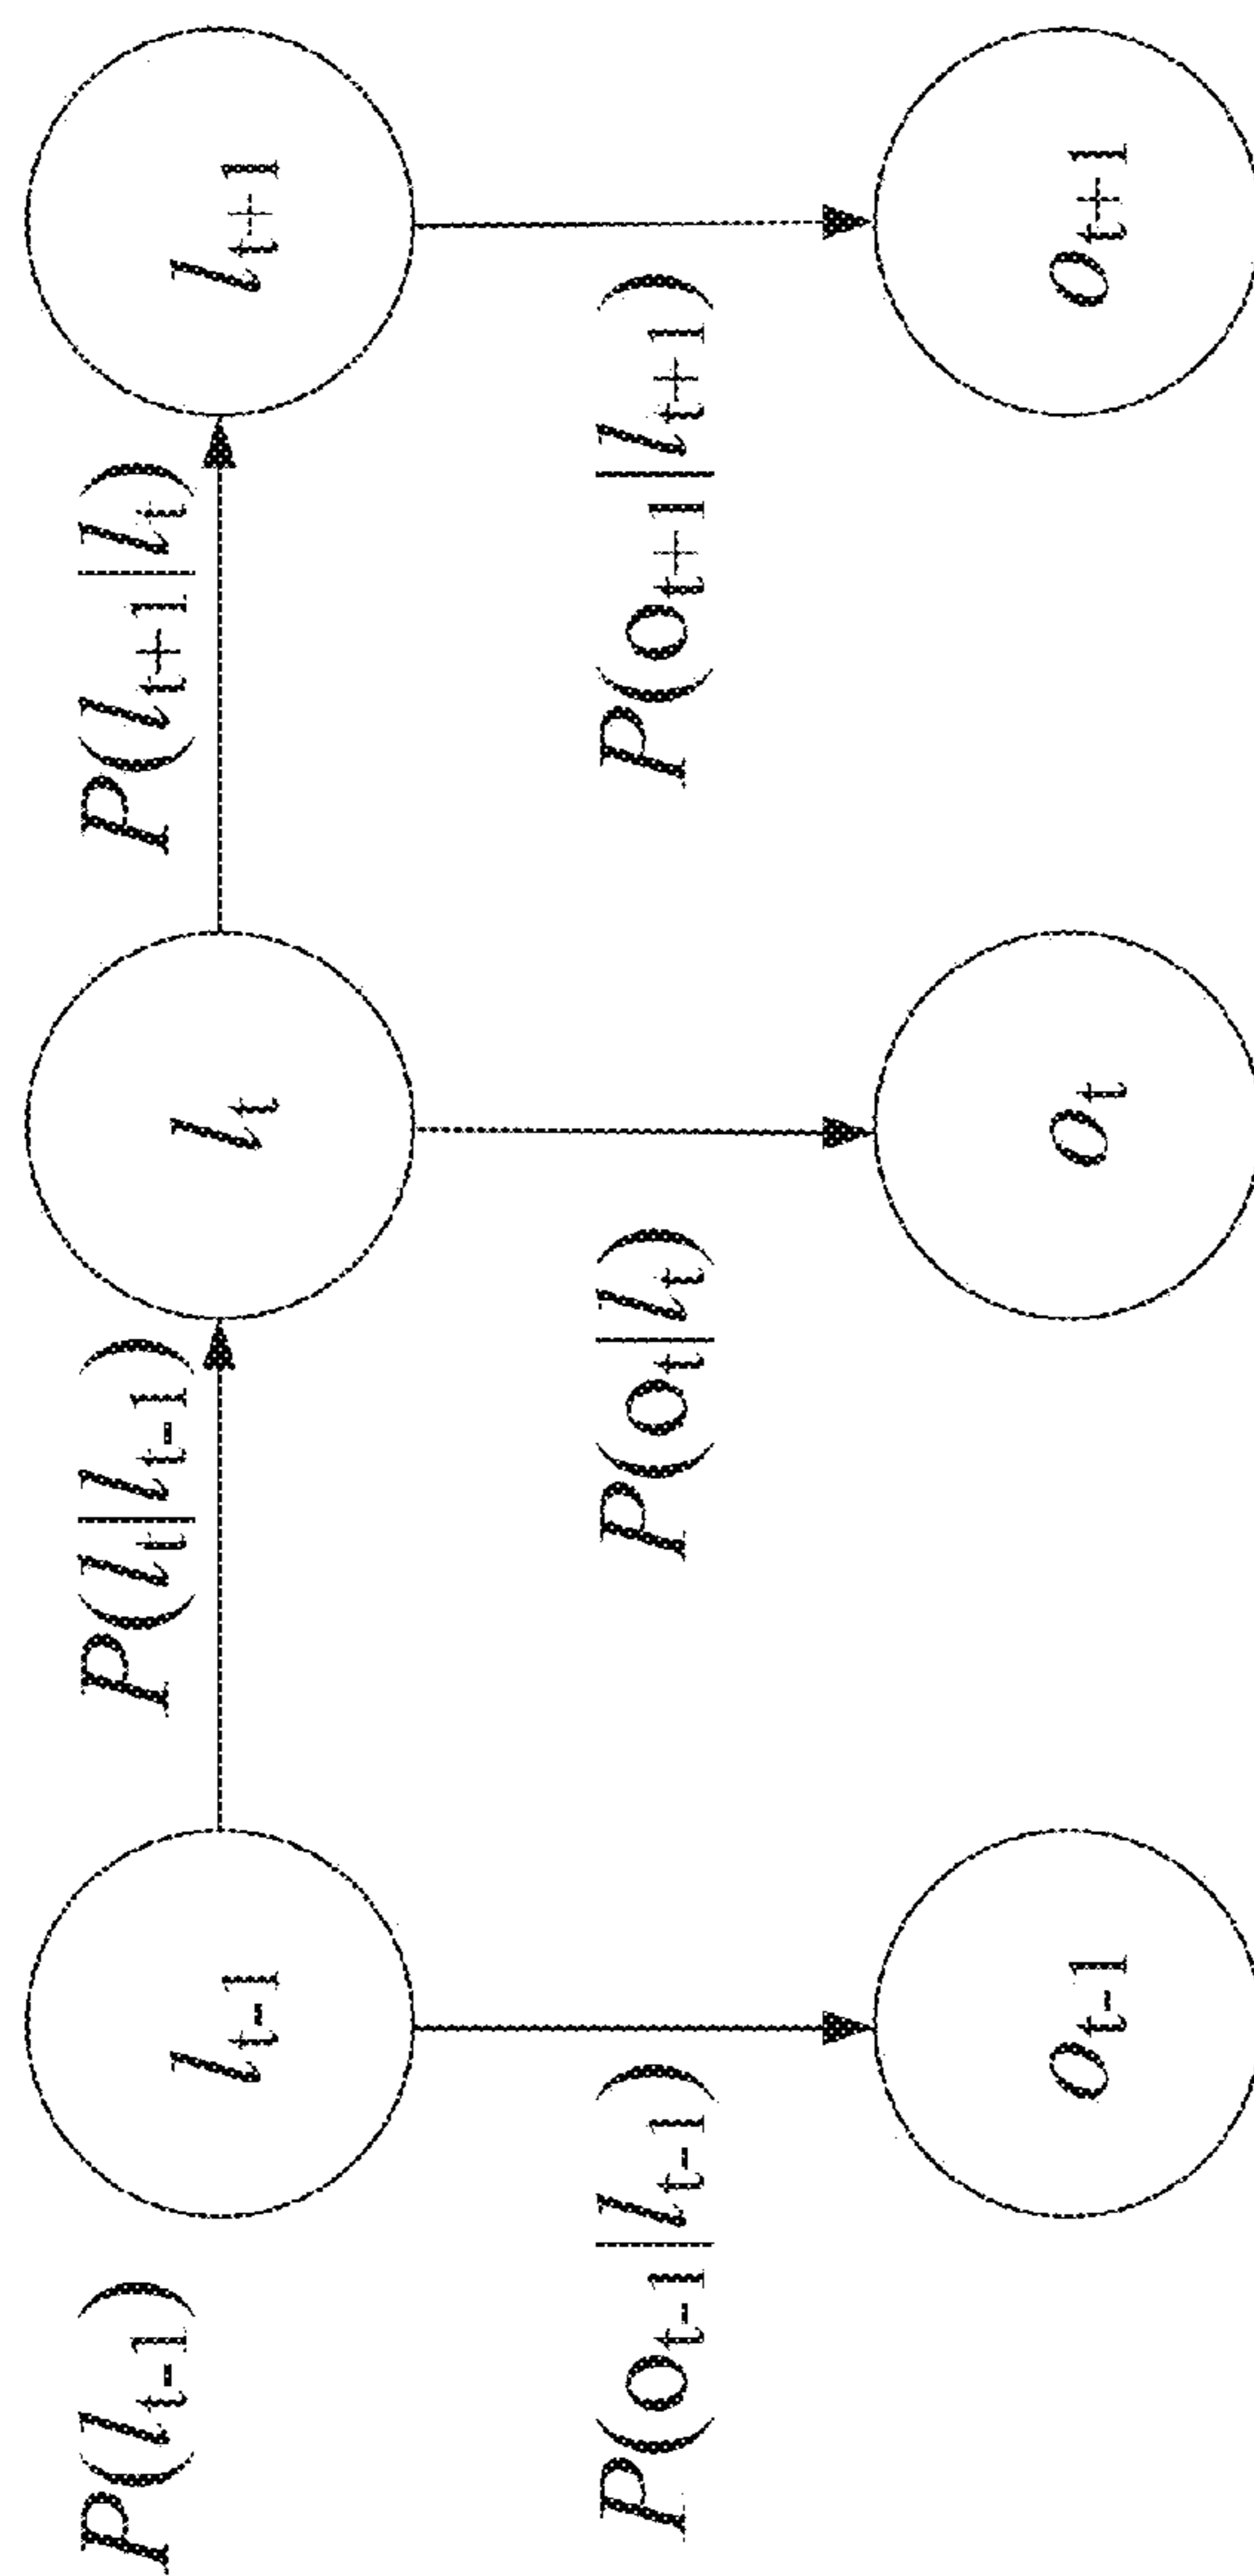 P(l_{t-1})
P(l_t|l_{t-1})
P(l_{t+1}|l_t)
l_{t-1}
l_t
l_{t+1}
P(o_{t-1}|l_{t-1})
P(o_t|l_t)
P(o_{t+1}|l_{t+1})
o_{t-1}
o_t
o_{t+1}